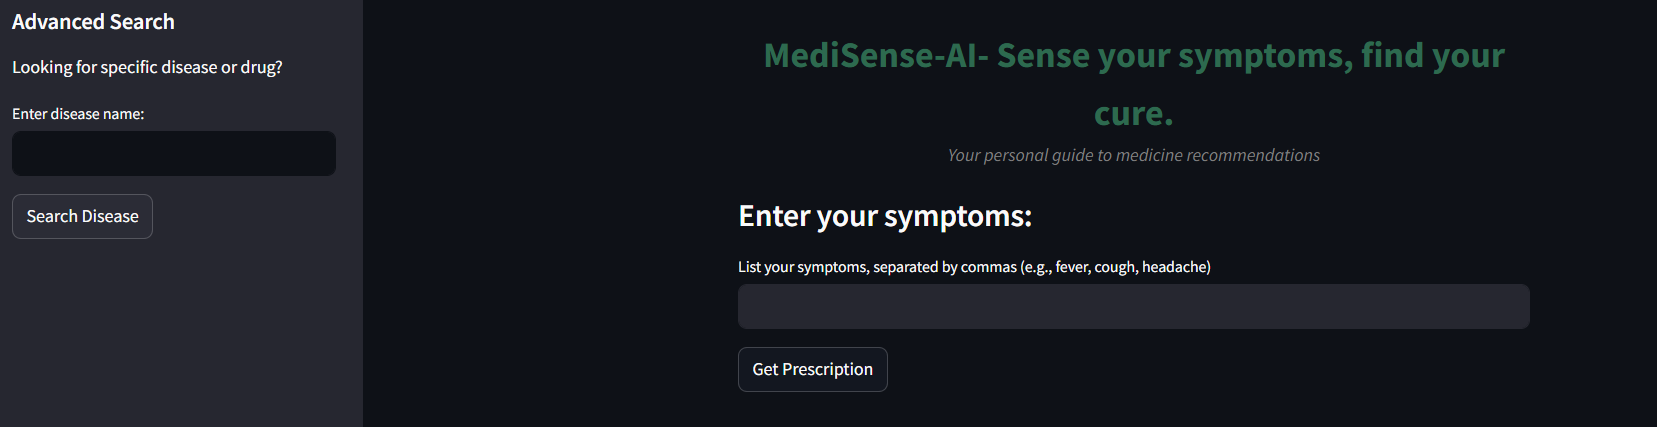 Advanced Search
Looking for specific disease or drug?
Enter disease name:
Search Disease
MediSense-AI- Sense your symptoms, find your
cure.
Your personal guide to medicine recommendations
Enter your symptoms:
List your symptoms, separated by commas (e.g., fever, cough, headache)
Get Prescription